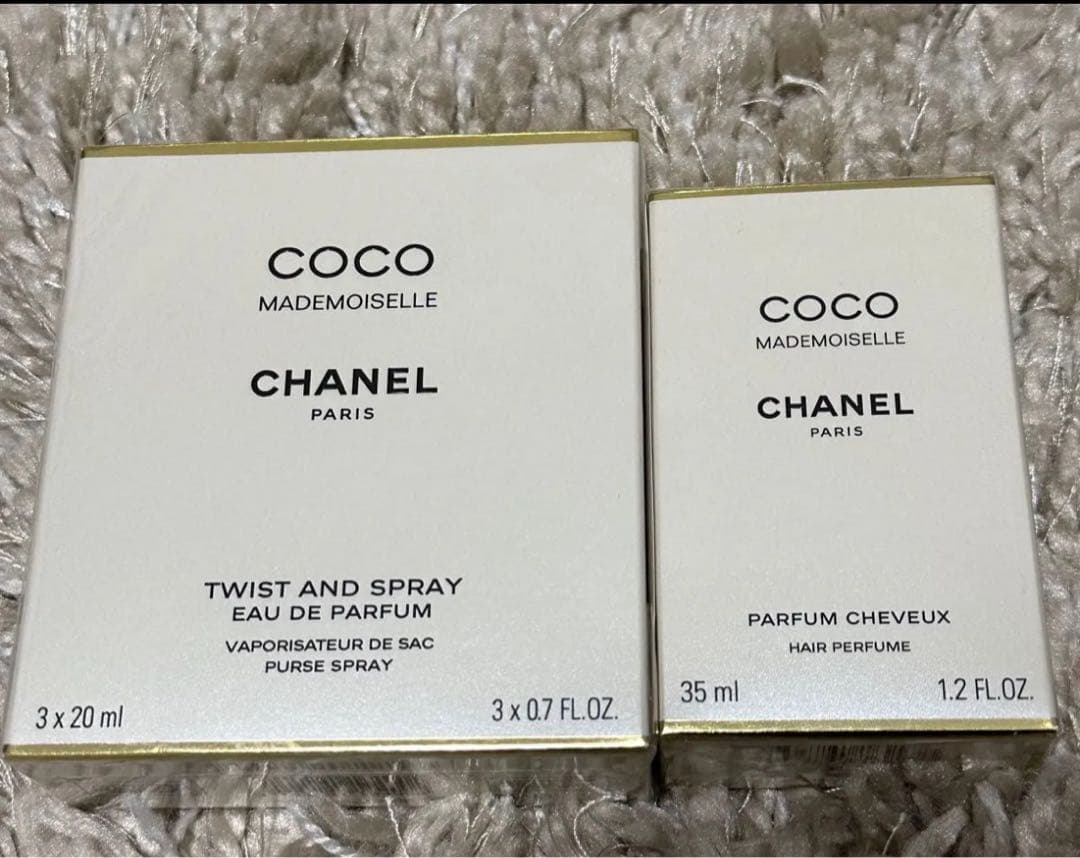 COCO
MADEMOISELLE
CHANEL
PARIS
TWIST AND SPRAY
EAU DE PARFUM
VAPORISATEUR DE SAC
PURSE SPRAY
3 x 20 ml
3 x 0.7 FL.OZ.
COCO
MADEMOISELLE
CHANEL
PARIS
PARFUM CHEVEUX
HAIR PERFUME
35 ml
1.2 FL.OZ.